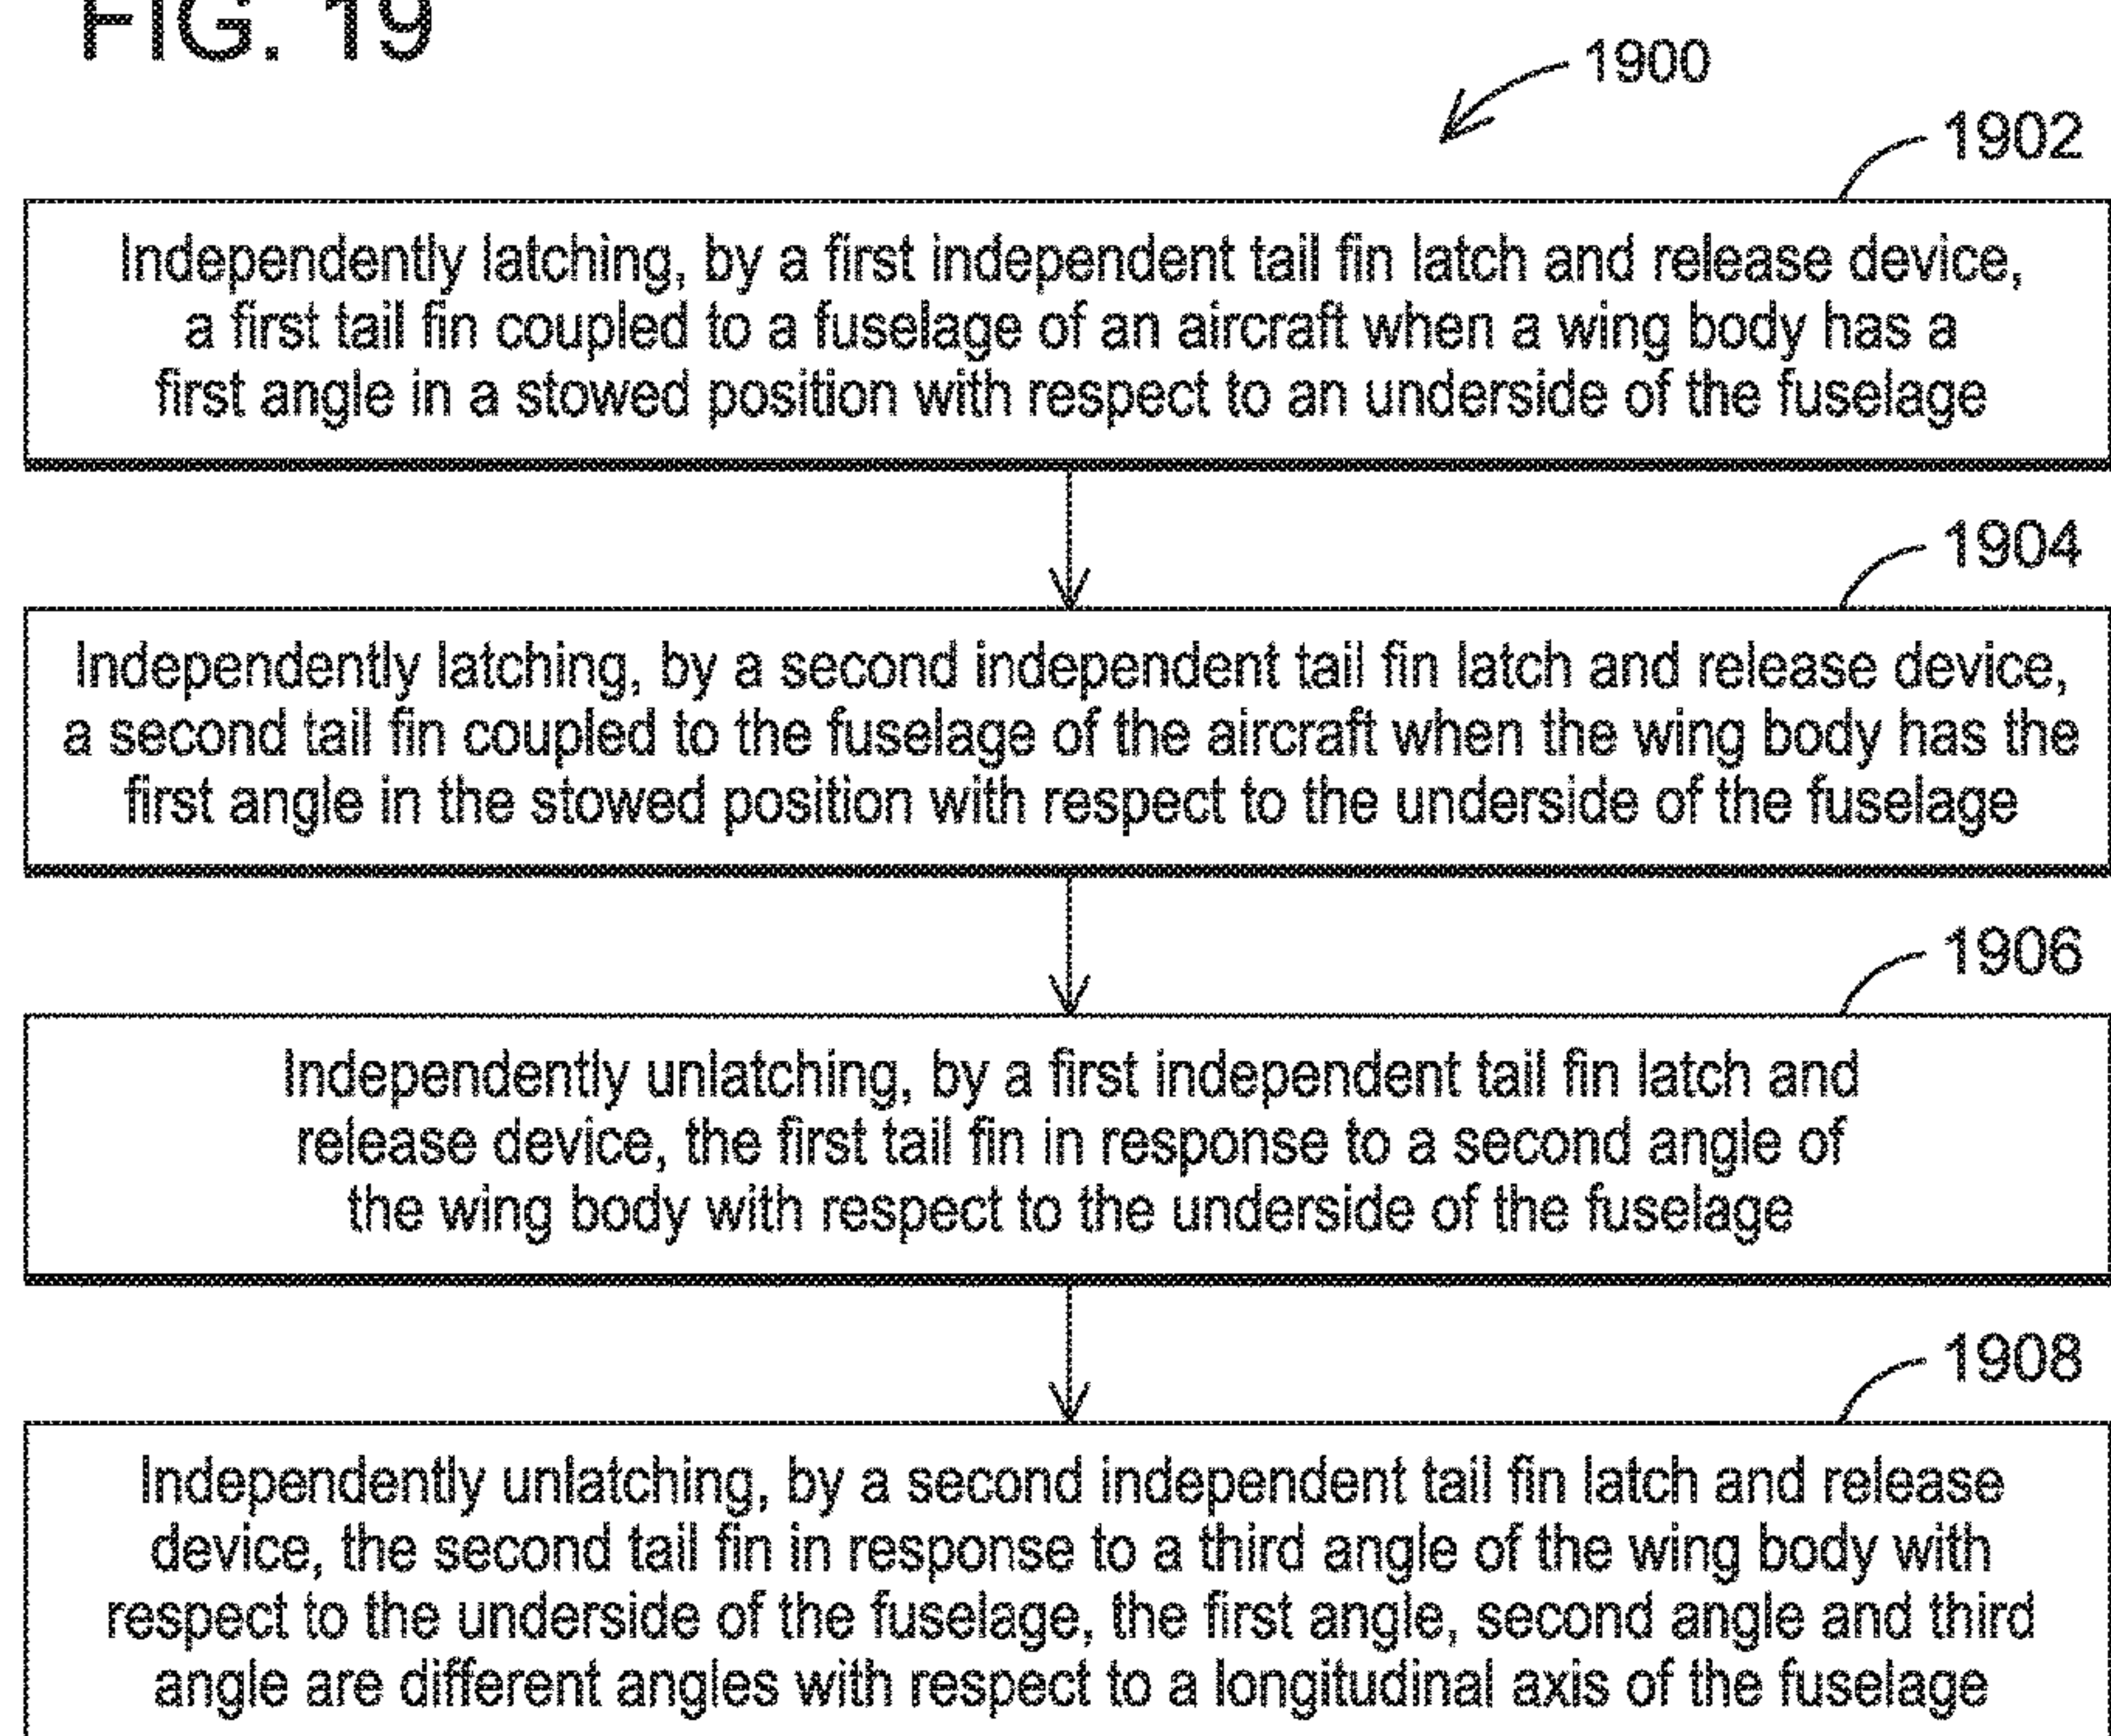 FIG. 19
1900
1902
Independently latching, by a first independent tail fin latch and release device,
a first tail fin coupled to a fuselage of an aircraft when a wing body has a
first angle in a stowed position with respect to an underside of the fuselage
1904
Independently latching, by a second independent tail fin latch and release device,
a second tail fin coupled to the fuselage of the aircraft when the wing body has the
first angle in the stowed position with respect to the underside of the fuselage
1906
Independently unlatching, by a first independent tail fin latch and
release device, the first tail fin in response to a second angle of
the wing body with respect to the underside of the fuselage
1908
Independently unlatching, by a second independent tail fin latch and release
device, the second tail fin in response to a third angle of the wing body with
respect to the underside of the fuselage, the first angle, second angle and third
angle are different angles with respect to a longitudinal axis of the fuselage